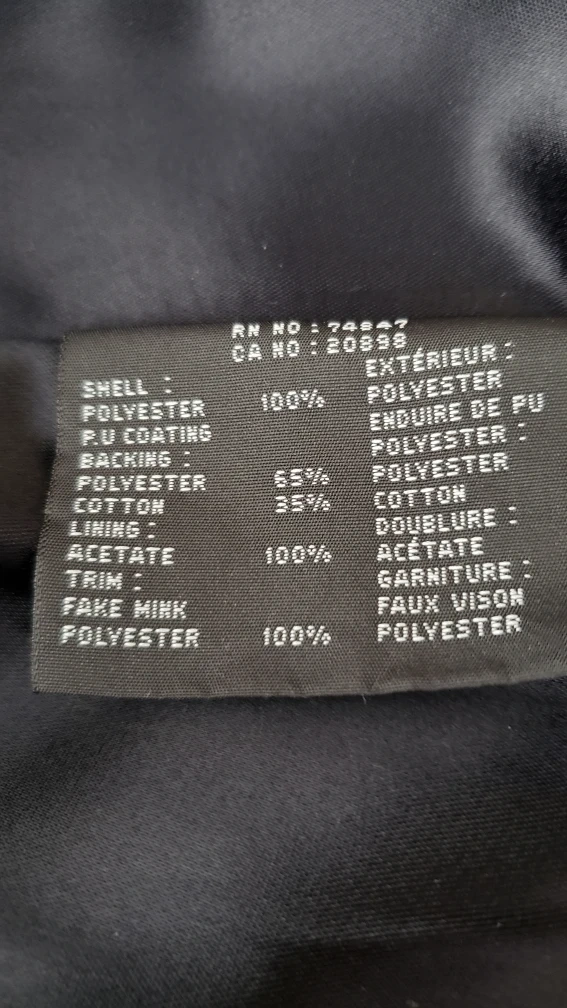 RN NO : 74847
CA NO : 20898
SHELL :
POLYESTER 100%
P.U COATING
BACKING :
POLYESTER 65%
COTTON 35%
LINING :
ACETATE 100%
TRIM :
FAKE MINK
POLYESTER 100%
EXTÉRIEUR :
POLYESTER
ENDUIRE DE PU
POLYESTER :
POLYESTER
COTTON
DOUBLURE :
ACÉTATE
GARNITURE :
FAUX VISON
POLYESTER